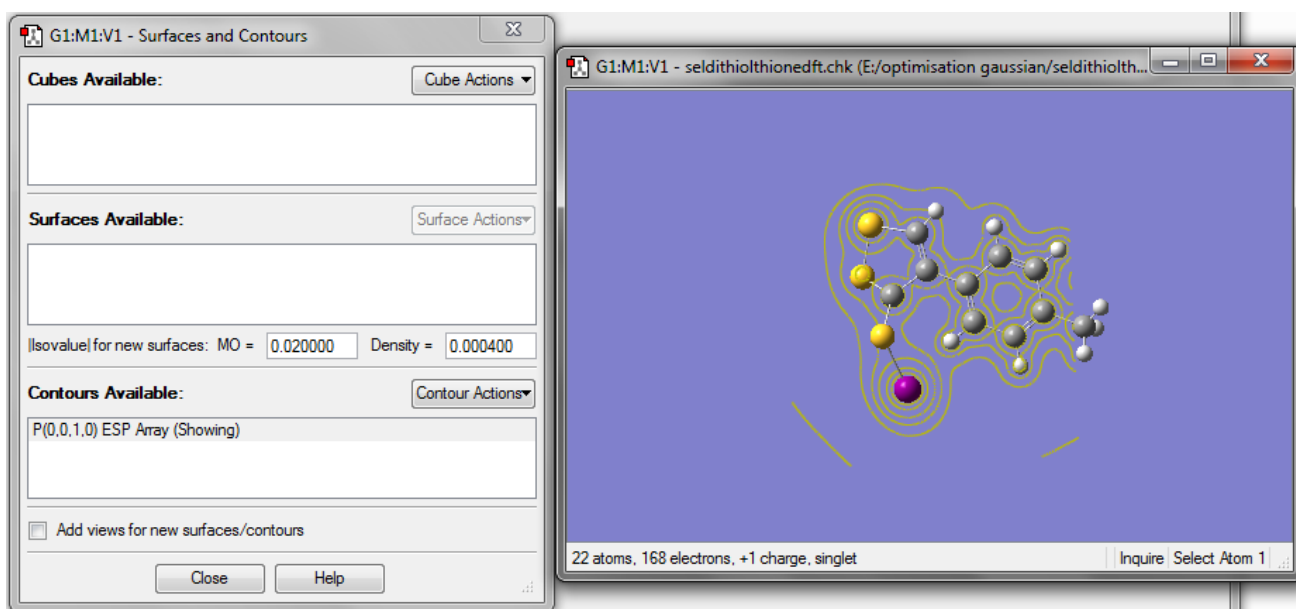 G1:M1:V1 - Surfaces and Contours
Cubes Available:
Cube Actions
Surfaces Available:
Surface Actions
|Isovalue| for new surfaces: MO = 0.020000 Density = 0.000400
Contours Available:
Contour Actions
P(0,0,1,0) ESP Array (Showing)
Add views for new surfaces/contours
Close Help
G1:M1:V1 - seldithiolthionedft.chk (E:/optimisation gaussian/seldithiolth...
22 atoms, 168 electrons, +1 charge, singlet Inquire Select Atom 1